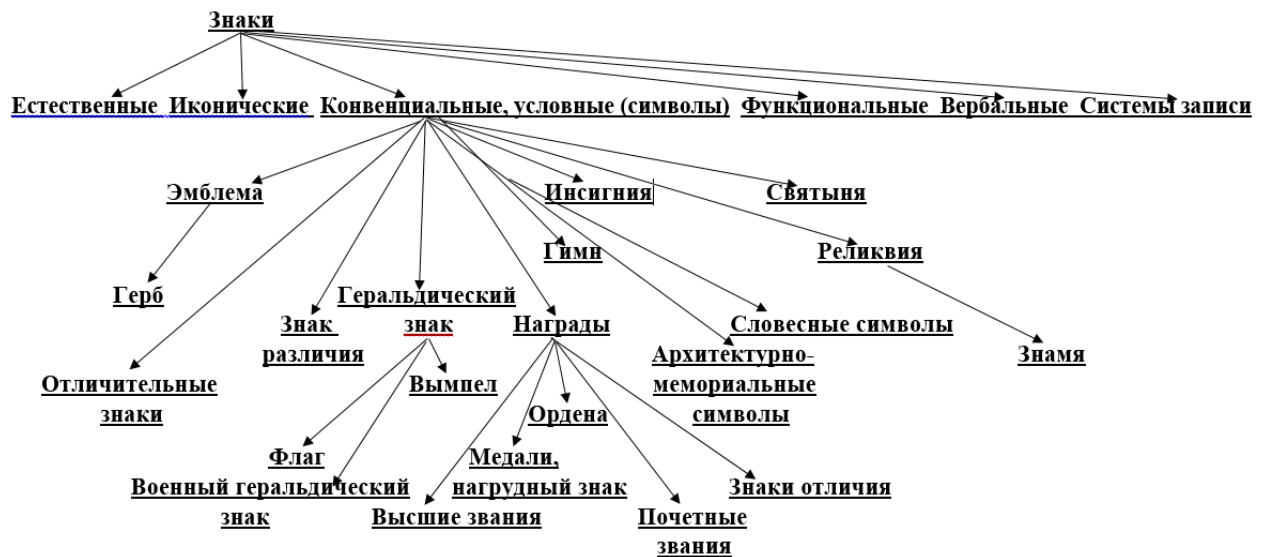 Знаки
Естественные Иконические Конвенциальные, условные (символы) Функциональные Вербальные Системы записи
Эмблема
Инсигния
Святыня
Гимн
Реликвия
Герб
Геральдический
знак
Знак
различия
Награды
Словесные символы
Архитектурно-
мемориальные
символы
Знамя
Отличительные
знаки
Вымпел
Ордена
Флаг
Медали,
нагрудный знак
Военный геральдический
знак
Знаки отличия
Высшие звания
Почетные
звания